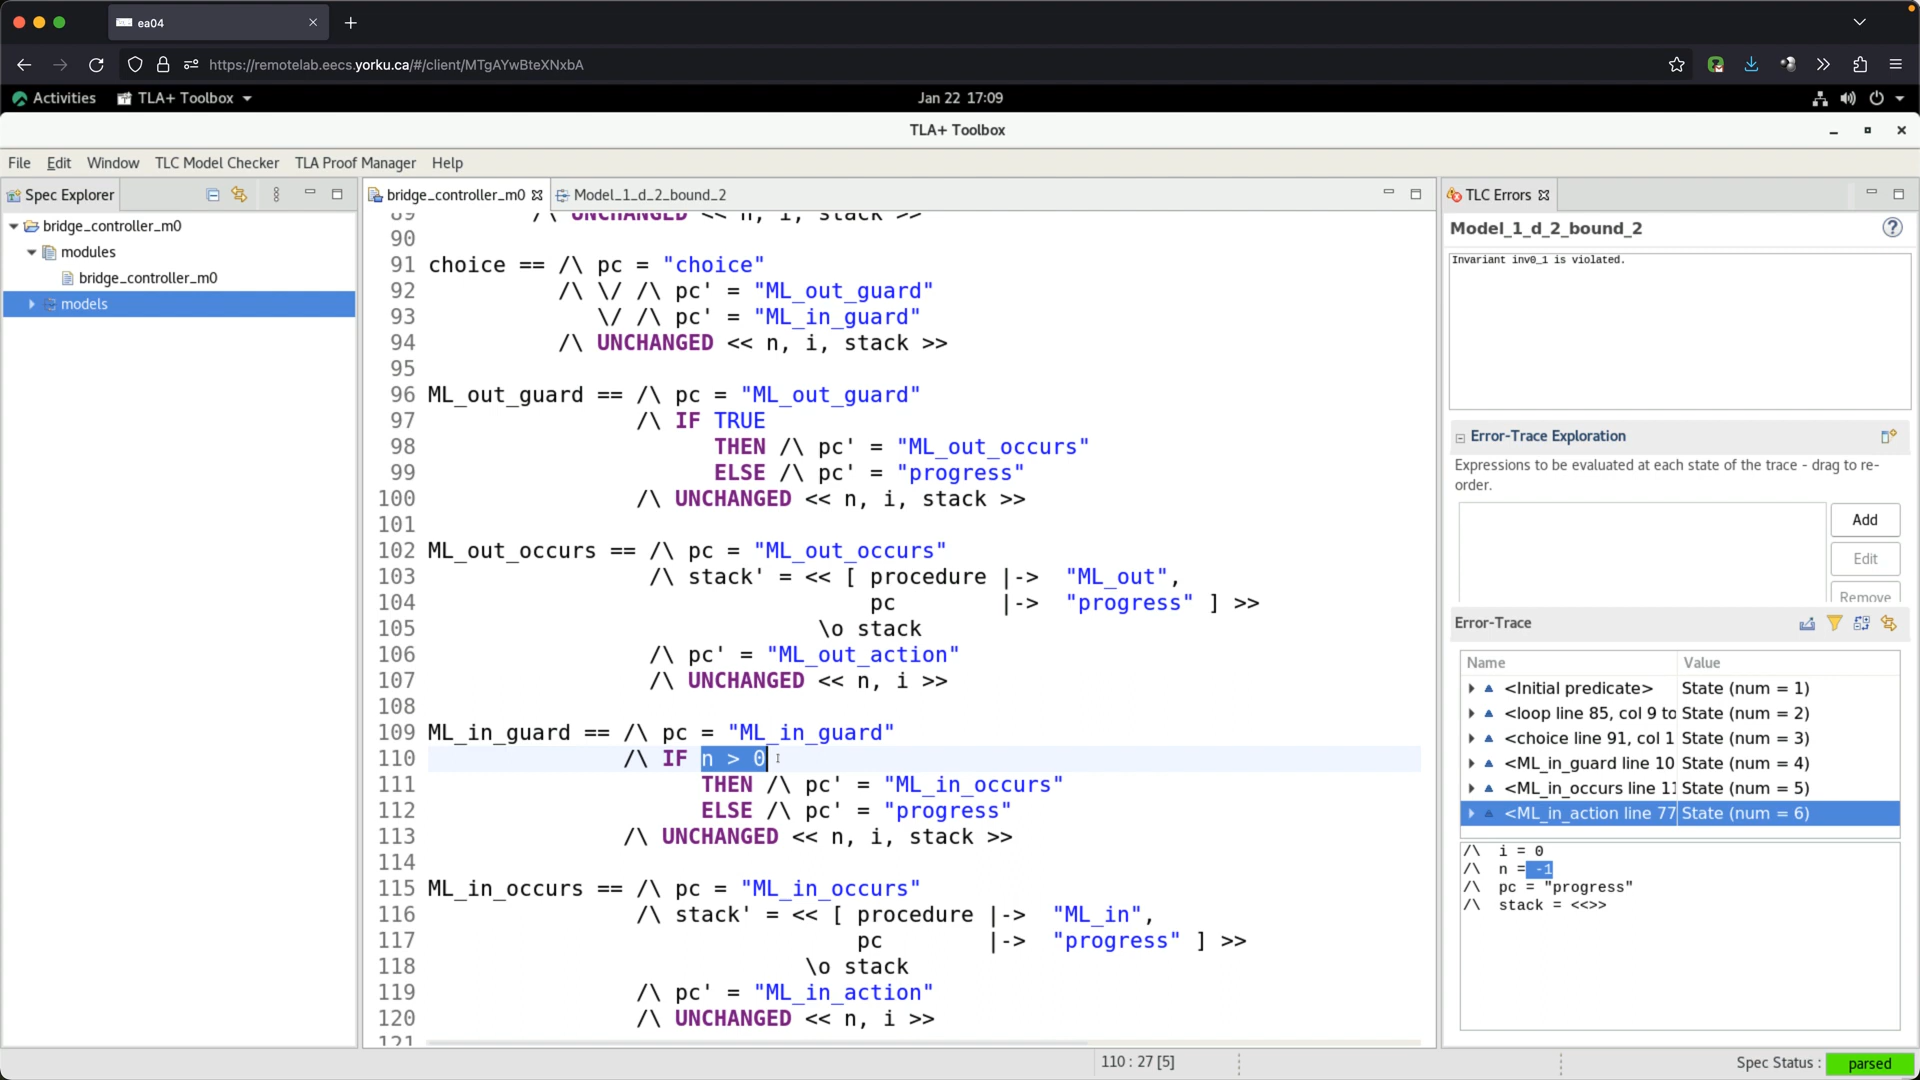 ea04
https://remotelab.eecs.yorku.ca/#/client/MTgAYwBteXNxbA
Activities
TLA+ Toolbox
Jan 22 17:09
TLA+ Toolbox
File Edit Window TLC Model Checker TLA Proof Manager Help
Spec Explorer
bridge_controller_m0
modules
bridge_controller_m0
models
bridge_controller_m0
Model_1_d_2_bound_2
89 /\ UNCHANGED << n, i, stack >>
90
91 choice == /\ pc = "choice"
92 /\ \/ /\ pc' = "ML_out_guard"
93 \/ /\ pc' = "ML_in_guard"
94 /\ UNCHANGED << n, i, stack >>
95
96 ML_out_guard == /\ pc = "ML_out_guard"
97 /\ IF TRUE
98 THEN /\ pc' = "ML_out_occurs"
99 ELSE /\ pc' = "progress"
100 /\ UNCHANGED << n, i, stack >>
101
102 ML_out_occurs == /\ pc = "ML_out_occurs"
103 /\ stack' = << [ procedure |-> "ML_out",
104 pc |-> "progress" ] >>
105 \o stack
106 /\ pc' = "ML_out_action"
107 /\ UNCHANGED << n, i >>
108
109 ML_in_guard == /\ pc = "ML_in_guard"
110 /\ IF n > 0
111 THEN /\ pc' = "ML_in_occurs"
112 ELSE /\ pc' = "progress"
113 /\ UNCHANGED << n, i, stack >>
114
115 ML_in_occurs == /\ pc = "ML_in_occurs"
116 /\ stack' = << [ procedure |-> "ML_in",
117 pc |-> "progress" ] >>
118 \o stack
119 /\ pc' = "ML_in_action"
120 /\ UNCHANGED << n, i >>
121
TLC Errors
Model_1_d_2_bound_2
Invariant inv0_1 is violated.
Error-Trace Exploration
Expressions to be evaluated at each state of the trace - drag to re-
order.
Add
Edit
Remove
Error-Trace
Name Value
<Initial predicate> State (num = 1)
<loop line 85, col 9 to State (num = 2)
<choice line 91, col 1 State (num = 3)
<ML_in_guard line 10 State (num = 4)
<ML_in_occurs line 11 State (num = 5)
<ML_in_action line 77 State (num = 6)
/\ i = 0
/\ n = -1
/\ pc = "progress"
/\ stack = <<>>
110 : 27 [5]
Spec Status : parsed